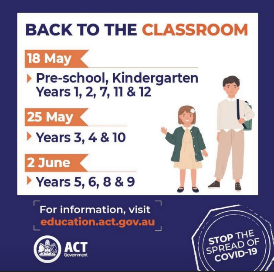 BACK TO THE CLASSROOM
18 May
Pre-school, Kindergarten
Years 1, 2, 7, 11 & 12
25 May
Years 3, 4 & 10
2 June
Years 5, 6, 8 & 9
For information, visit
education.act.gov.au
ACT
Government
STOP THE
SPREAD OF
COVID-19